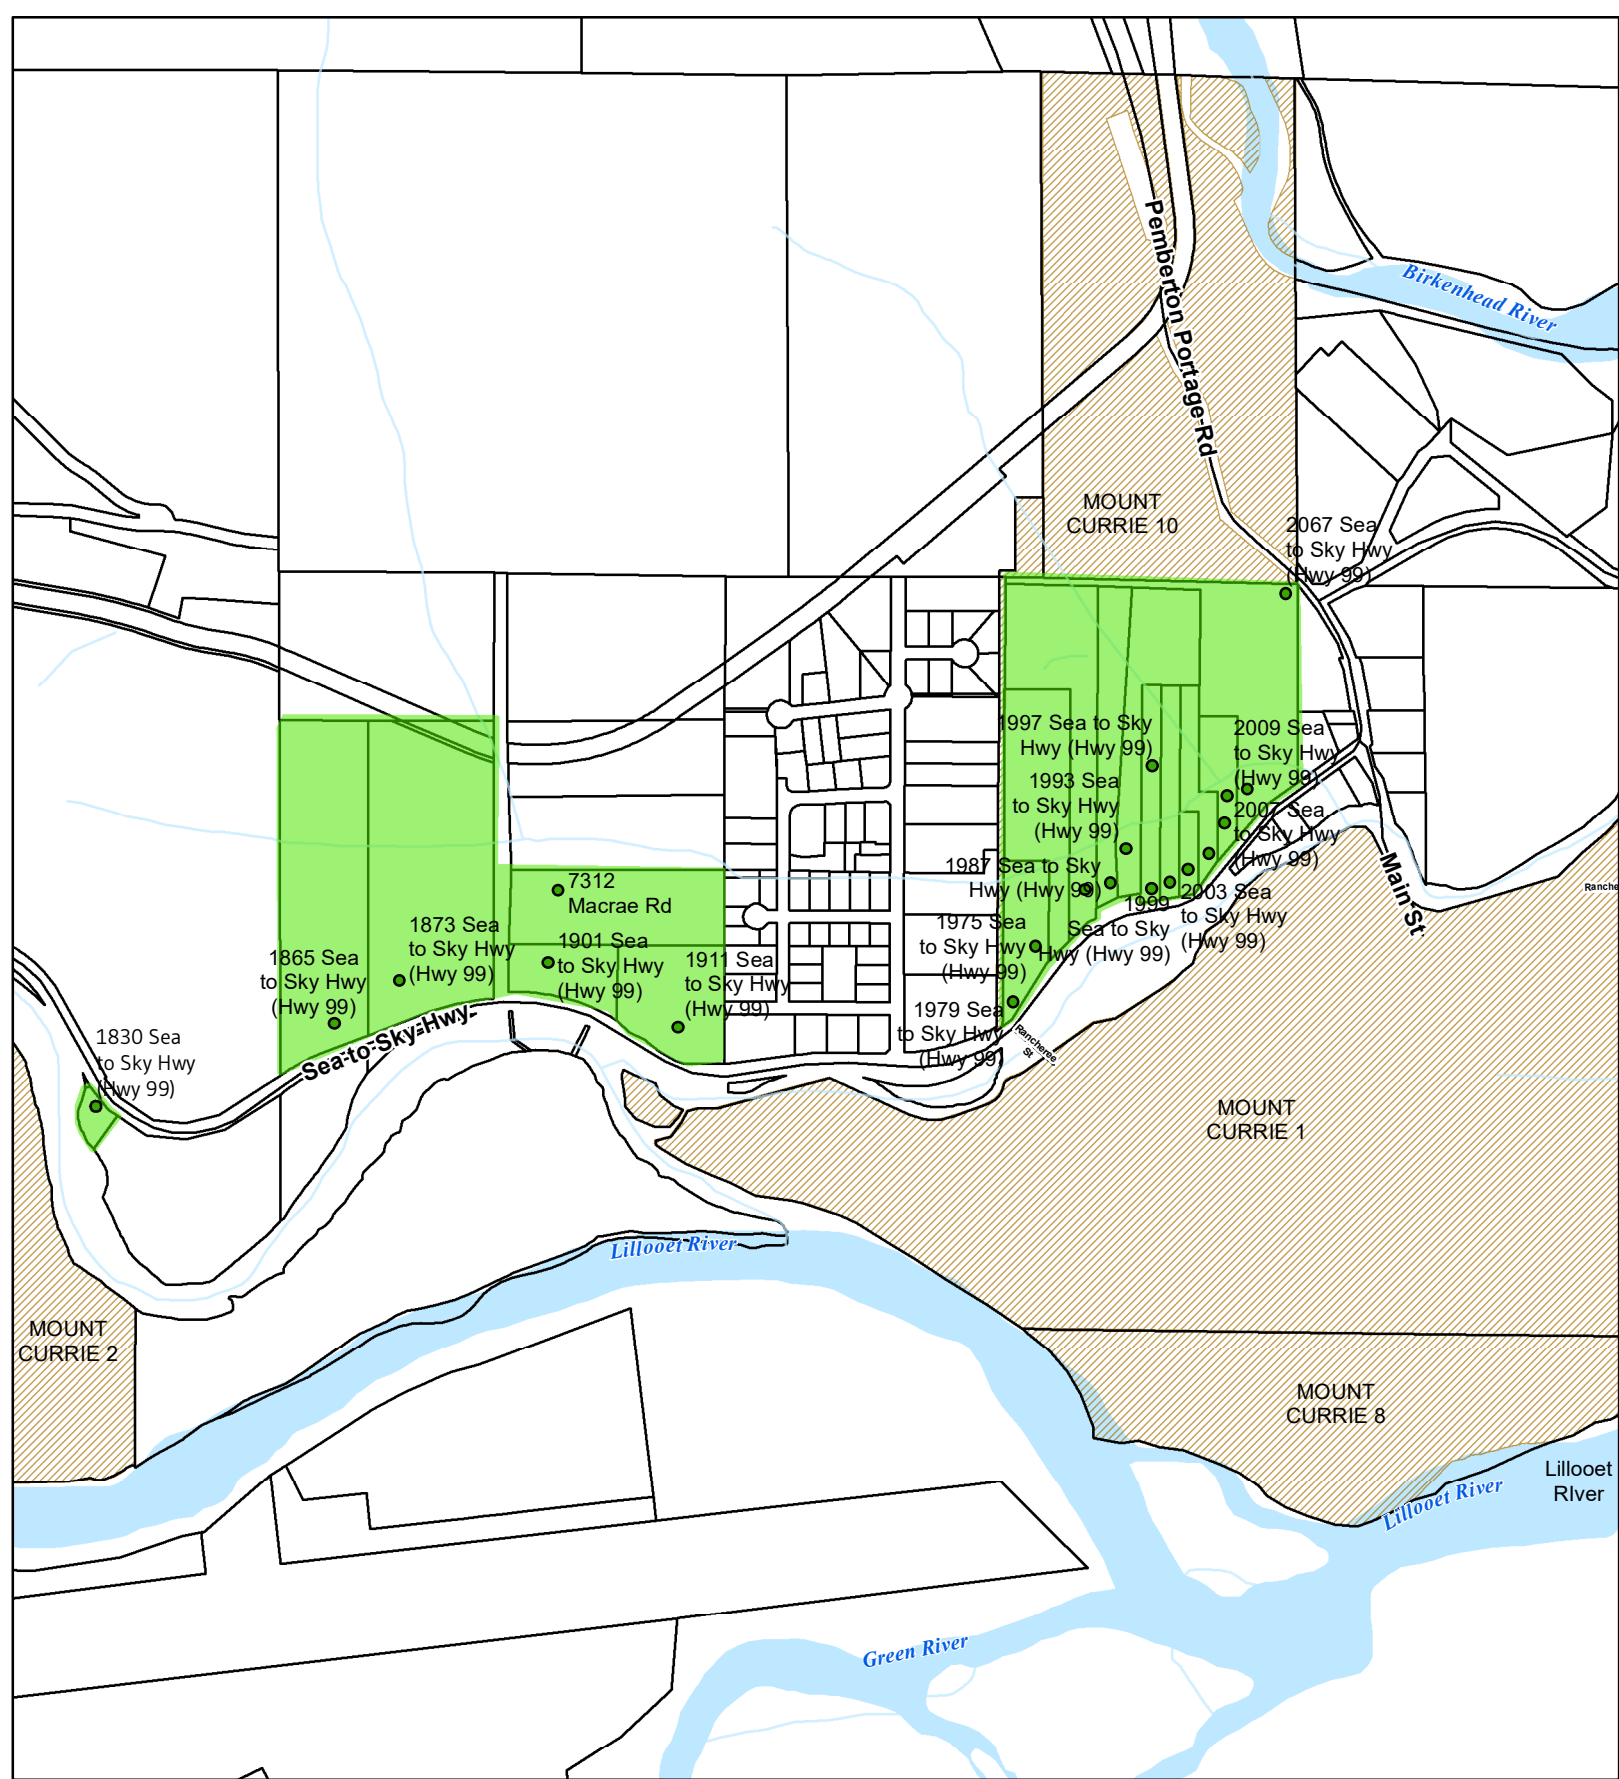 Pemberton Portage Rd
Birkenhead River
MOUNT
CURRIE 10
2067 Sea
to Sky Hwy
(Hwy 99)
1997 Sea to Sky
Hwy (Hwy 99)
2009 Sea
to Sky Hwy
(Hwy 99)
1993 Sea
to Sky Hwy
(Hwy 99)
2007 Sea
to Sky Hwy
(Hwy 99)
1987 Sea to Sky
Hwy (Hwy 99)
Main St
Ranche
7312
Macrae Rd
1999
Sea to Sky
Hwy (Hwy 99)
2003 Sea
to Sky Hwy
(Hwy 99)
1873 Sea
to Sky Hwy
(Hwy 99)
1975 Sea
to Sky Hwy
(Hwy 99)
1901 Sea
to Sky Hwy
(Hwy 99)
1865 Sea
to Sky Hwy
(Hwy 99)
1911 Sea
to Sky Hwy
(Hwy 99)
1979 Sea
to Sky Hwy
(Hwy 99)
Sea-to-Sky-Hwy
Rancheree
St
1830 Sea
to Sky Hwy
(Hwy 99)
MOUNT
CURRIE 1
Lillooet River
MOUNT
CURRIE 2
MOUNT
CURRIE 8
Lillooet River
Lillooet
RIver
Green River